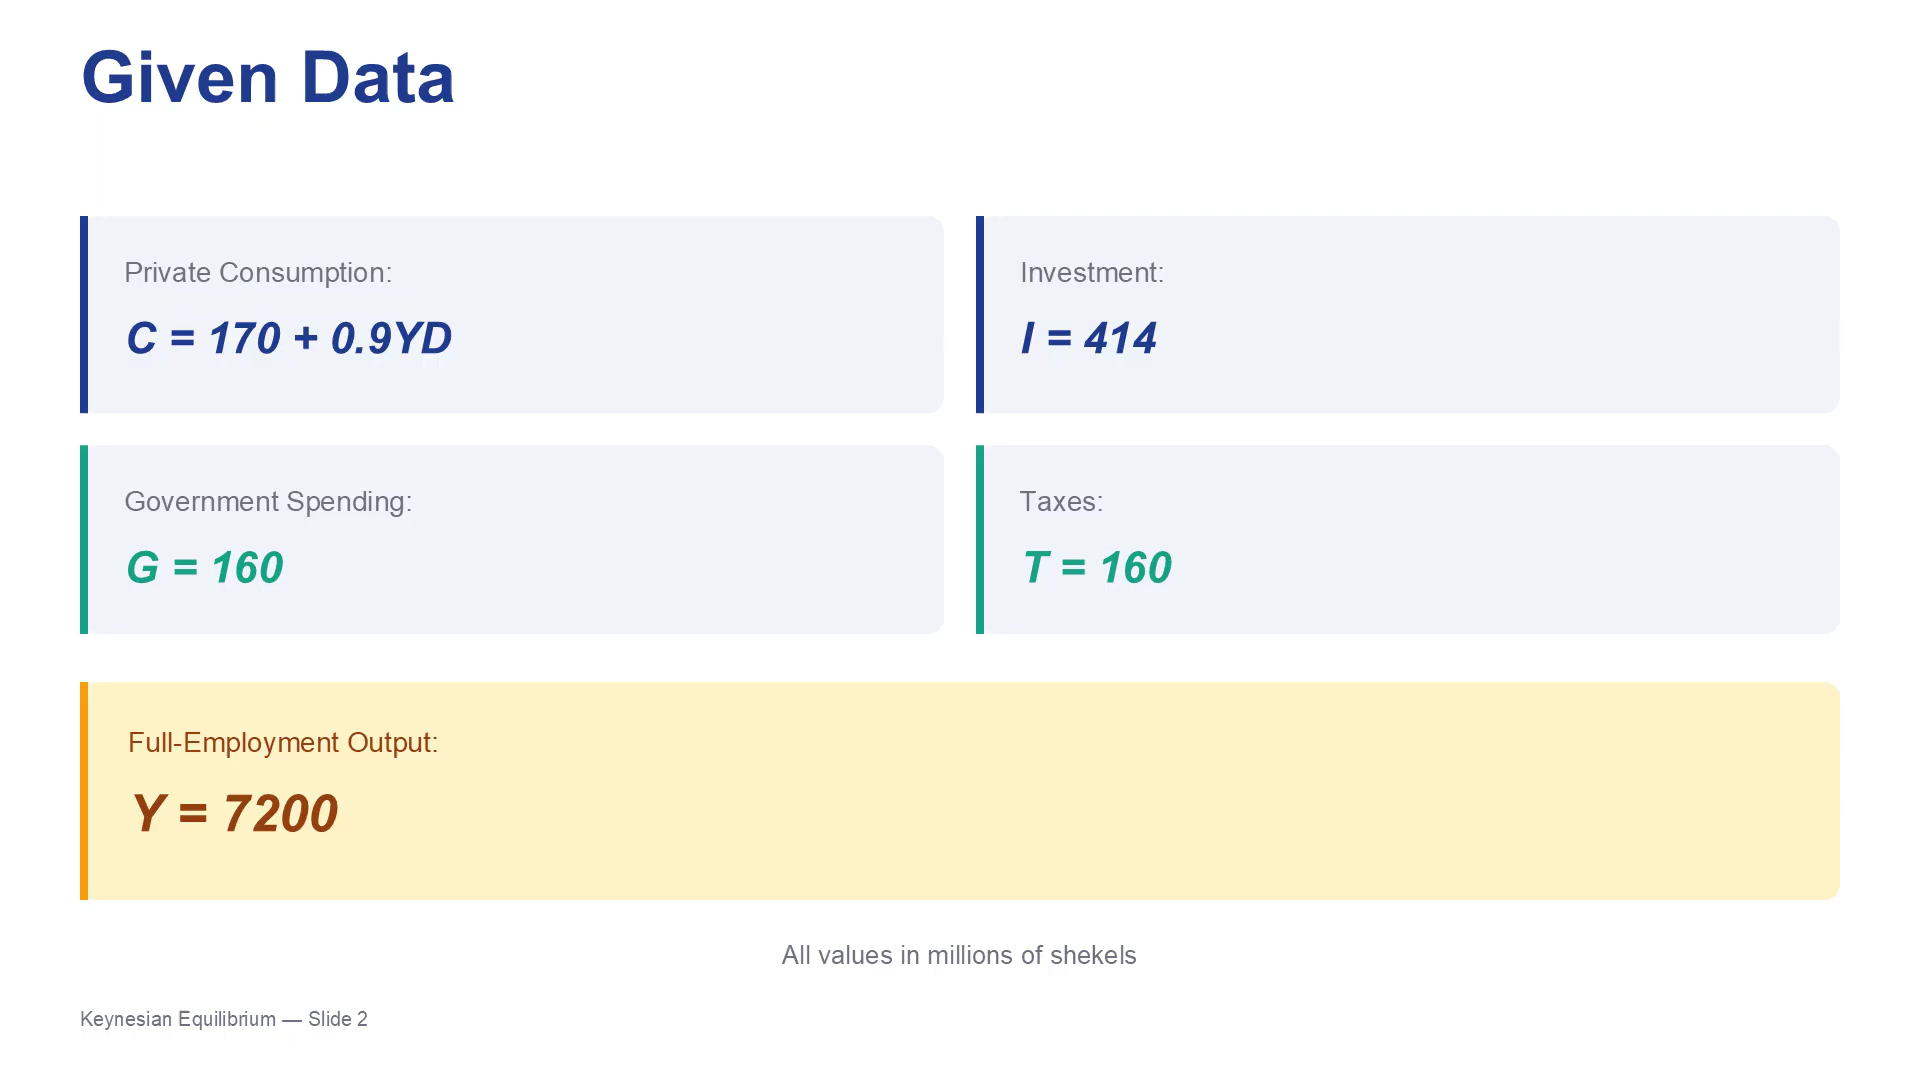 Given Data
Private Consumption:
C = 170 + 0.9YD
Investment:
I = 414
Government Spending:
G = 160
Taxes:
T = 160
Full-Employment Output:
Y = 7200
All values in millions of shekels
Keynesian Equilibrium — Slide 2